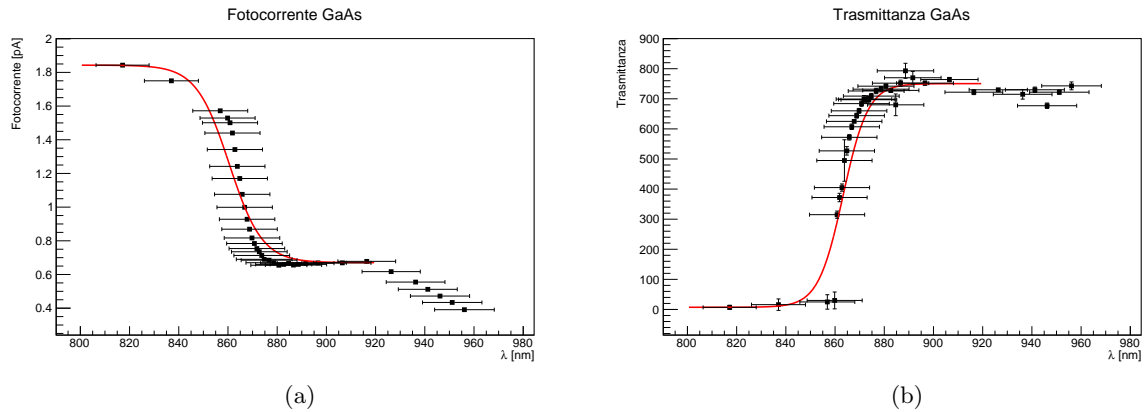 Fotocorrente GaAs
Fotocorrente [pA]
2
1.8
1.6
1.4
1.2
1
0.8
0.6
0.4
800 820 840 860 880 900 920 940 960 980
λ [nm]
(a)
Trasmittanza GaAs
Trasmittanza
900
800
700
600
500
400
300
200
100
0
800 820 840 860 880 900 920 940 960 980
λ [nm]
(b)